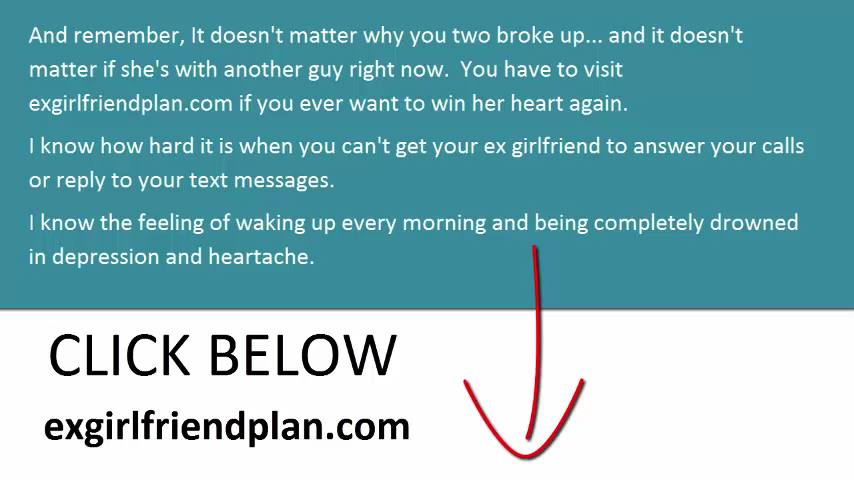 And remember, It doesn't matter why you two broke up... and it doesn't
matter if she's with another guy right now.  You have to visit
exgirlfriendplan.com if you ever want to win her heart again.
I know how hard it is when you can't get your ex girlfriend to answer your calls
or reply to your text messages.
I know the feeling of waking up every morning and being completely drowned
in depression and heartache.
CLICK BELOW
exgirlfriendplan.com